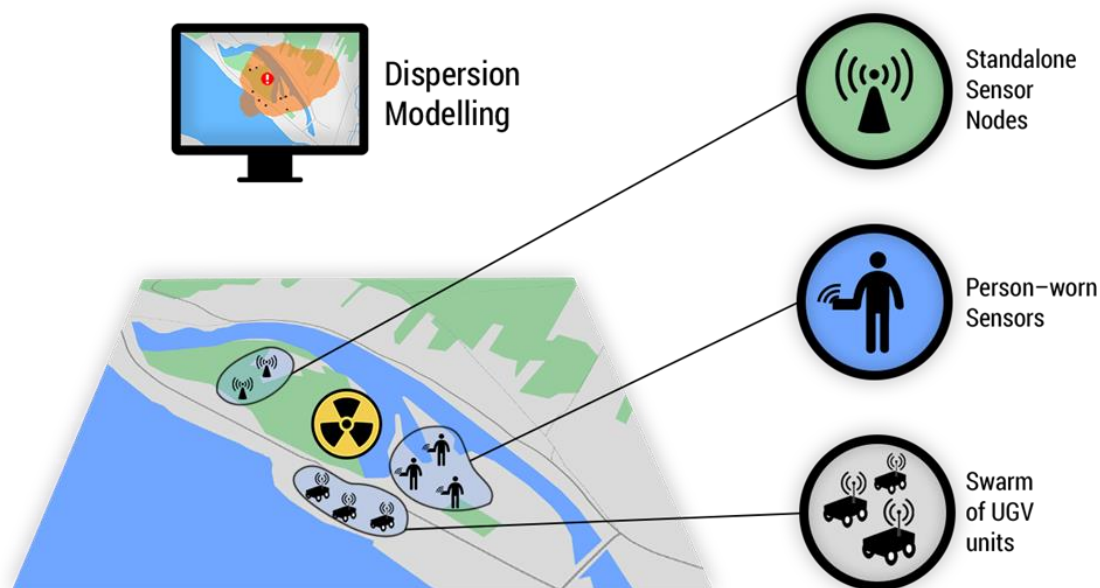 Dispersion
Modelling
Standalone
Sensor
Nodes
Person–worn
Sensors
Swarm
of UGV
units